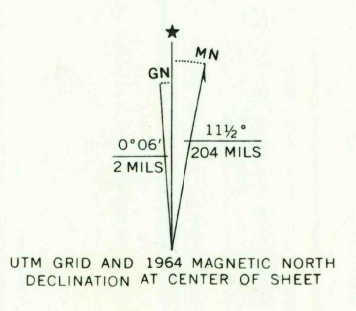 ★
MN
GN
0°06′
2 MILS
11½°
204 MILS
UTM GRID AND 1964 MAGNETIC NORTH
DECLINATION AT CENTER OF SHEET